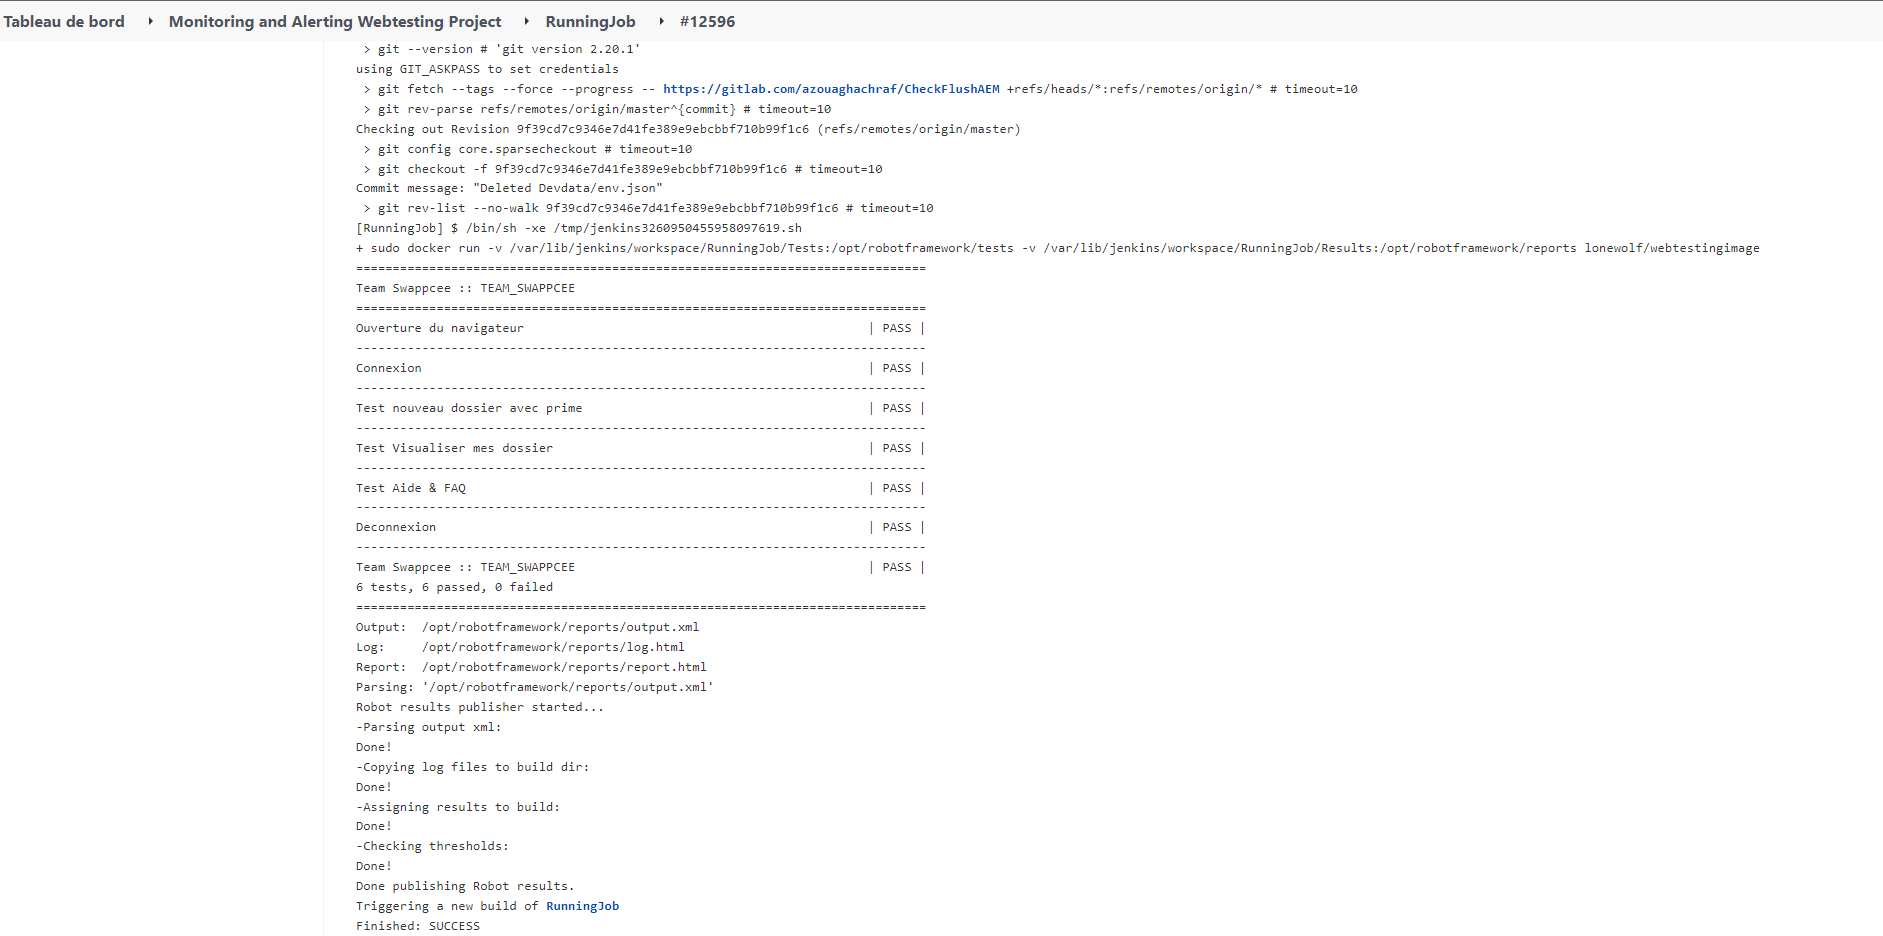 Tableau de bord Monitoring and Alerting Webtesting Project RunningJob #12596
> git --version # 'git version 2.20.1'
using GIT_ASKPASS to set credentials
> git fetch --tags --force --progress -- https://gitlab.com/azouaghachraf/CheckFlushAEM +refs/heads/*:refs/remotes/origin/* # timeout=10
> git rev-parse refs/remotes/origin/master^{commit} # timeout=10
Checking out Revision 9f39cd7c9346e7d41fe389e9ebcbbf710b99f1c6 (refs/remotes/origin/master)
> git config core.sparsecheckout # timeout=10
> git checkout -f 9f39cd7c9346e7d41fe389e9ebcbbf710b99f1c6 # timeout=10
Commit message: "Deleted Devdata/env.json"
> git rev-list --no-walk 9f39cd7c9346e7d41fe389e9ebcbbf710b99f1c6 # timeout=10
[RunningJob] $ /bin/sh -xe /tmp/jenkins3260950455958097619.sh
+ sudo docker run -v /var/lib/jenkins/workspace/RunningJob/Tests:/opt/robotframework/tests -v /var/lib/jenkins/workspace/RunningJob/Results:/opt/robotframework/reports lonewolf/webtestingimage
==============================================================================
Team Swappcee :: TEAM_SWAPPCEE
==============================================================================
Ouverture du navigateur | PASS |
------------------------------------------------------------------------------
Connexion | PASS |
------------------------------------------------------------------------------
Test nouveau dossier avec prime | PASS |
------------------------------------------------------------------------------
Test Visualiser mes dossier | PASS |
------------------------------------------------------------------------------
Test Aide & FAQ | PASS |
------------------------------------------------------------------------------
Deconnexion | PASS |
------------------------------------------------------------------------------
Team Swappcee :: TEAM_SWAPPCEE | PASS |
6 tests, 6 passed, 0 failed
==============================================================================
Output: /opt/robotframework/reports/output.xml
Log: /opt/robotframework/reports/log.html
Report: /opt/robotframework/reports/report.html
Parsing: '/opt/robotframework/reports/output.xml'
Robot results publisher started...
-Parsing output xml:
Done!
-Copying log files to build dir:
Done!
-Assigning results to build:
Done!
-Checking thresholds:
Done!
Done publishing Robot results.
Triggering a new build of RunningJob
Finished: SUCCESS